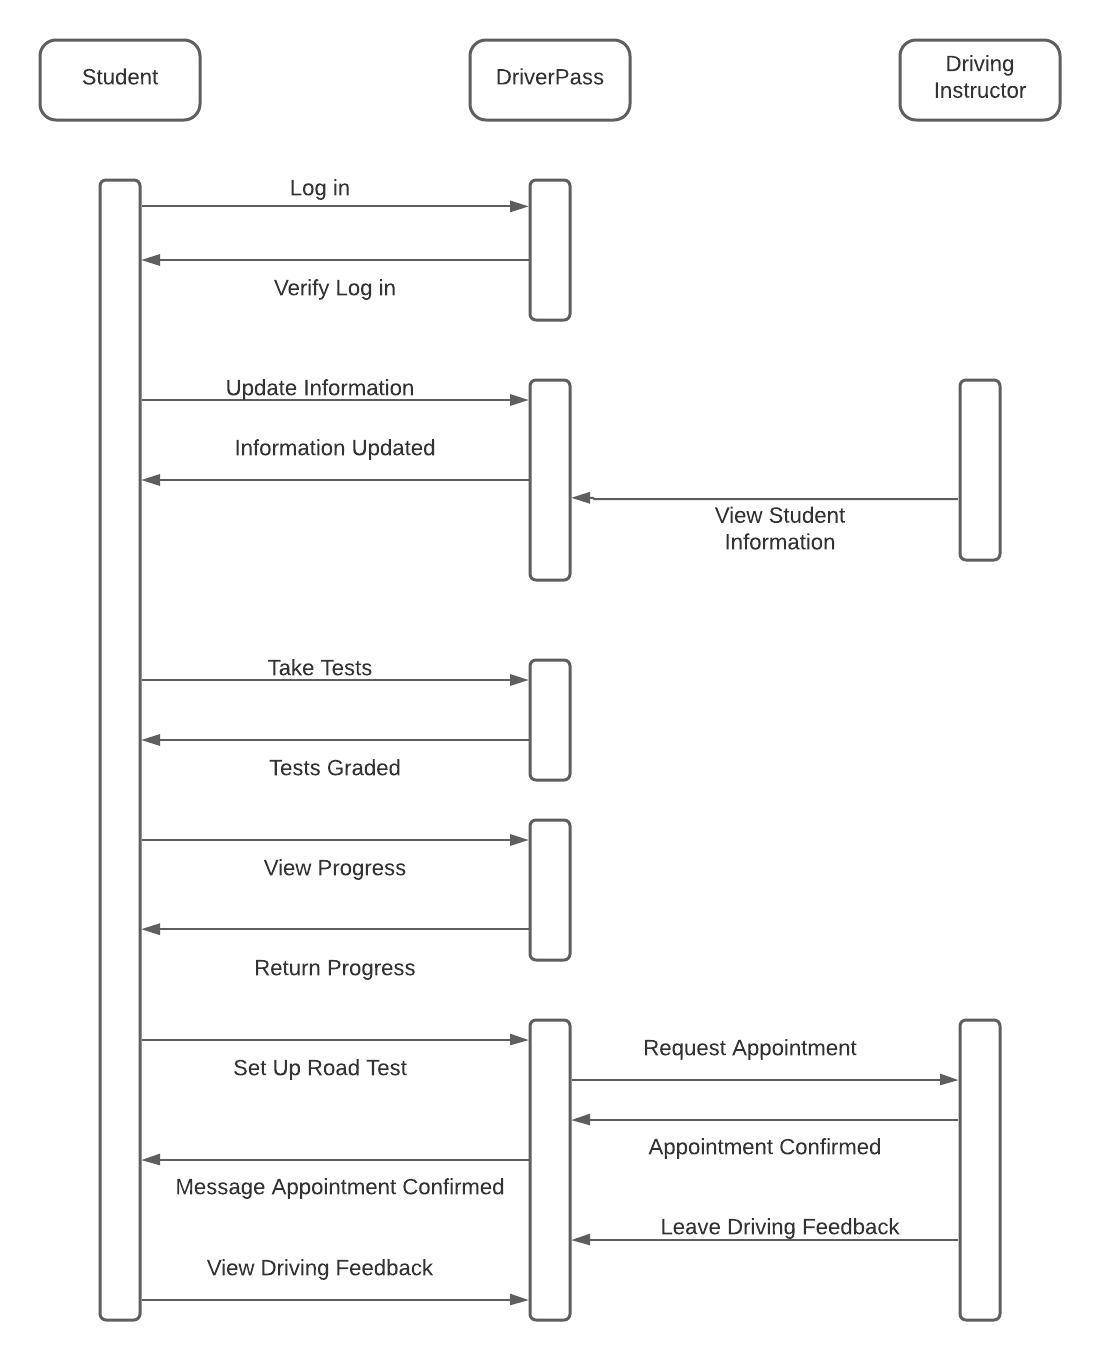 Student
DriverPass
Driving
Instructor
Log in
Verify Log in
Update Information
Information Updated
View Student
Information
Take Tests
Tests Graded
View Progress
Return Progress
Set Up Road Test
Request Appointment
Appointment Confirmed
Message Appointment Confirmed
Leave Driving Feedback
View Driving Feedback